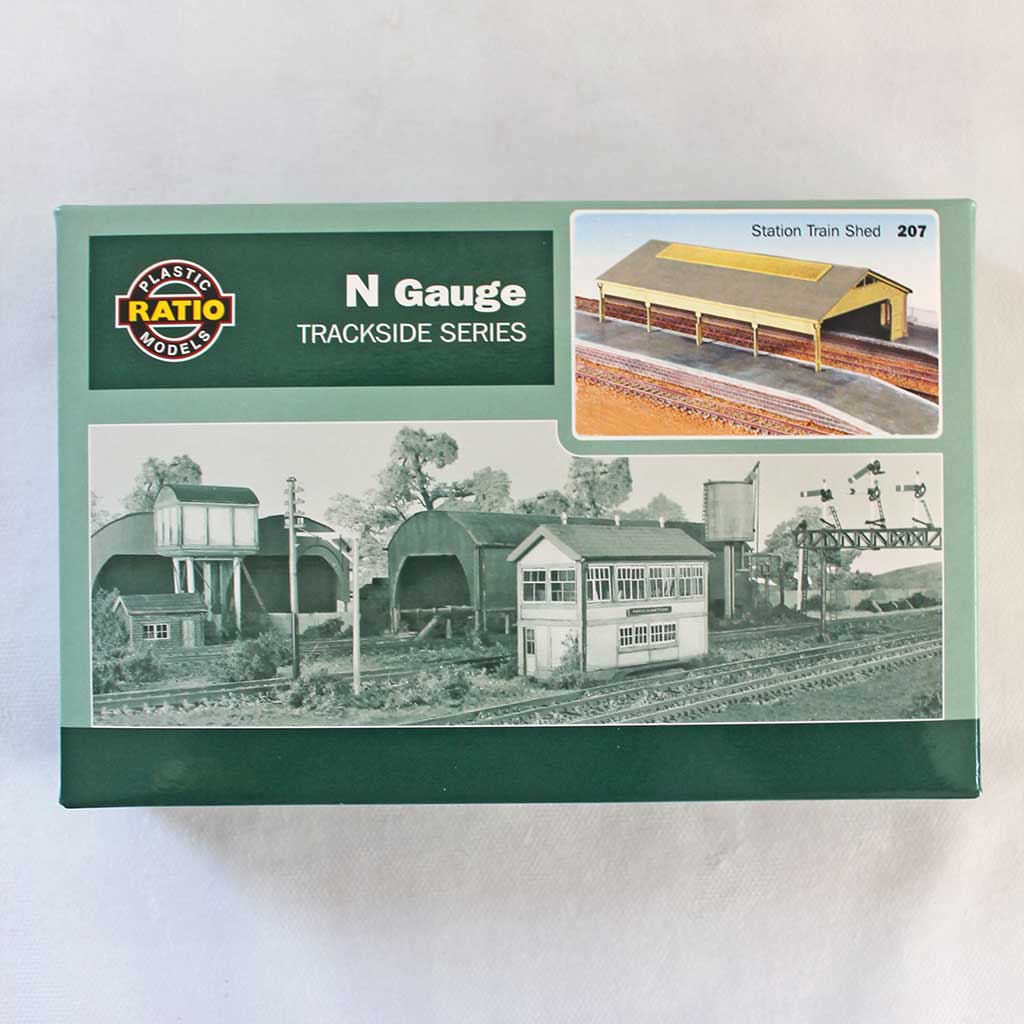 PLASTIC
RATIO
MODELS
N Gauge
TRACKSIDE SERIES
Station Train Shed 207